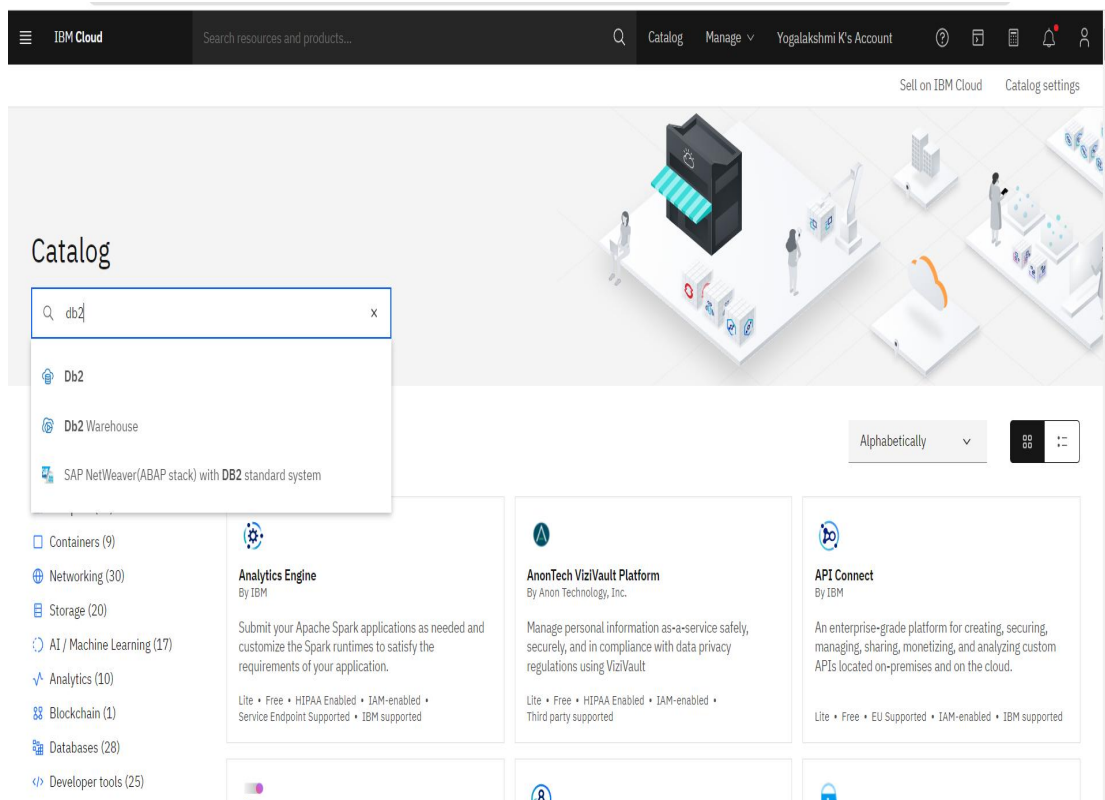 IBM Cloud
Search resources and products...
Catalog
Manage
Yogalakshmi K's Account
Sell on IBM Cloud
Catalog settings
Catalog
db2
Db2
Db2 Warehouse
SAP NetWeaver(ABAP stack) with DB2 standard system
Alphabetically
Containers (9)
Networking (30)
Storage (20)
AI / Machine Learning (17)
Analytics (10)
Blockchain (1)
Databases (28)
Developer tools (25)
Analytics Engine
By IBM
Submit your Apache Spark applications as needed and
customize the Spark runtimes to satisfy the
requirements of your application.
Lite • Free • HIPAA Enabled • IAM-enabled •
Service Endpoint Supported • IBM supported
AnonTech ViziVault Platform
By Anon Technology, Inc.
Manage personal information as-a-service safely,
securely, and in compliance with data privacy
regulations using ViziVault
Lite • Free • HIPAA Enabled • IAM-enabled •
Third party supported
API Connect
By IBM
An enterprise-grade platform for creating, securing,
managing, sharing, monetizing, and analyzing custom
APIs located on-premises and on the cloud.
Lite • Free • EU Supported • IAM-enabled • IBM supported